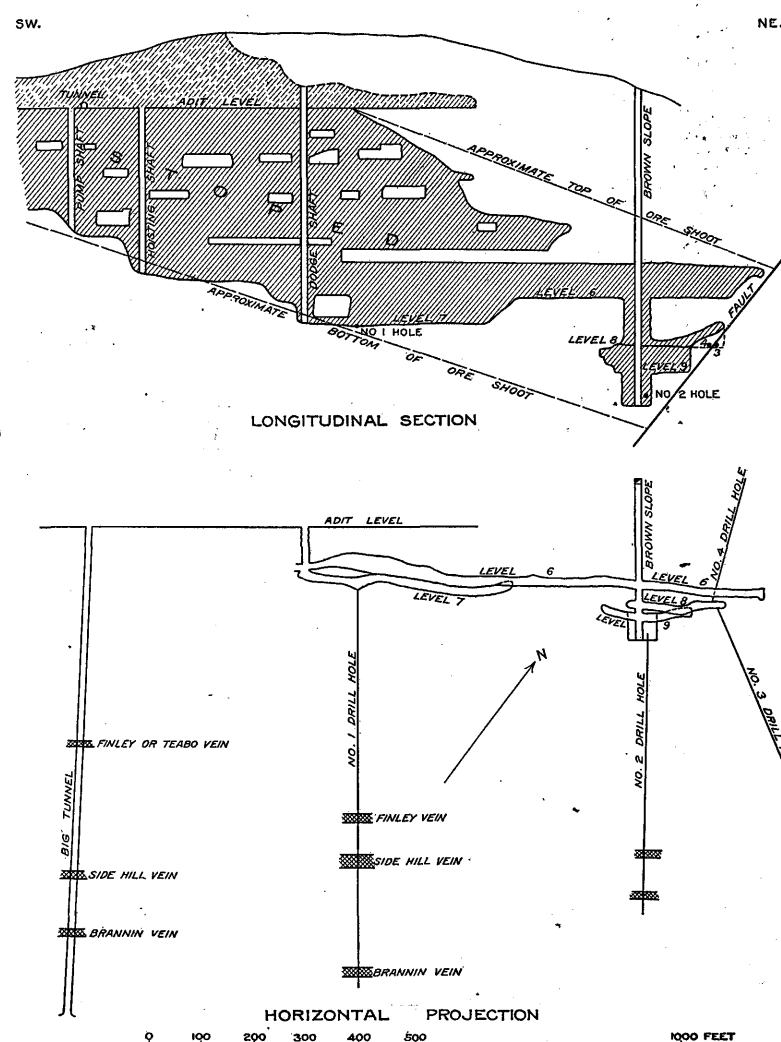 SW.
NE.
TUNNEL
ADIT LEVEL
PUMP SHAFT
HOISTING SHAFT
DODGE SHAFT
BROWN SLOPE
STOPED
APPROXIMATE TOP OF ORE SHOOT
LEVEL 6
FAULT
APPROXIMATE BOTTOM OF ORE SHOOT
LEVEL 7
NO 1 HOLE
LEVEL 8
4
3
LEVEL 9
NO. 2 HOLE
LONGITUDINAL SECTION
ADIT LEVEL
BROWN SLOPE
NO. 4 DRILL HOLE
LEVEL 6
LEVEL 6
LEVEL 7
LEVEL 8
LEVEL 9
N
NO. 1 DRILL HOLE
NO. 2 DRILL HOLE
NO. 3 DRILL
FINLEY OR TEABO VEIN
BIG TUNNEL
FINLEY VEIN
SIDE HILL VEIN
SIDE HILL VEIN
BRANNIN VEIN
BRANNIN VEIN
HORIZONTAL PROJECTION
0 100 200 300 400 500 1000 FEET